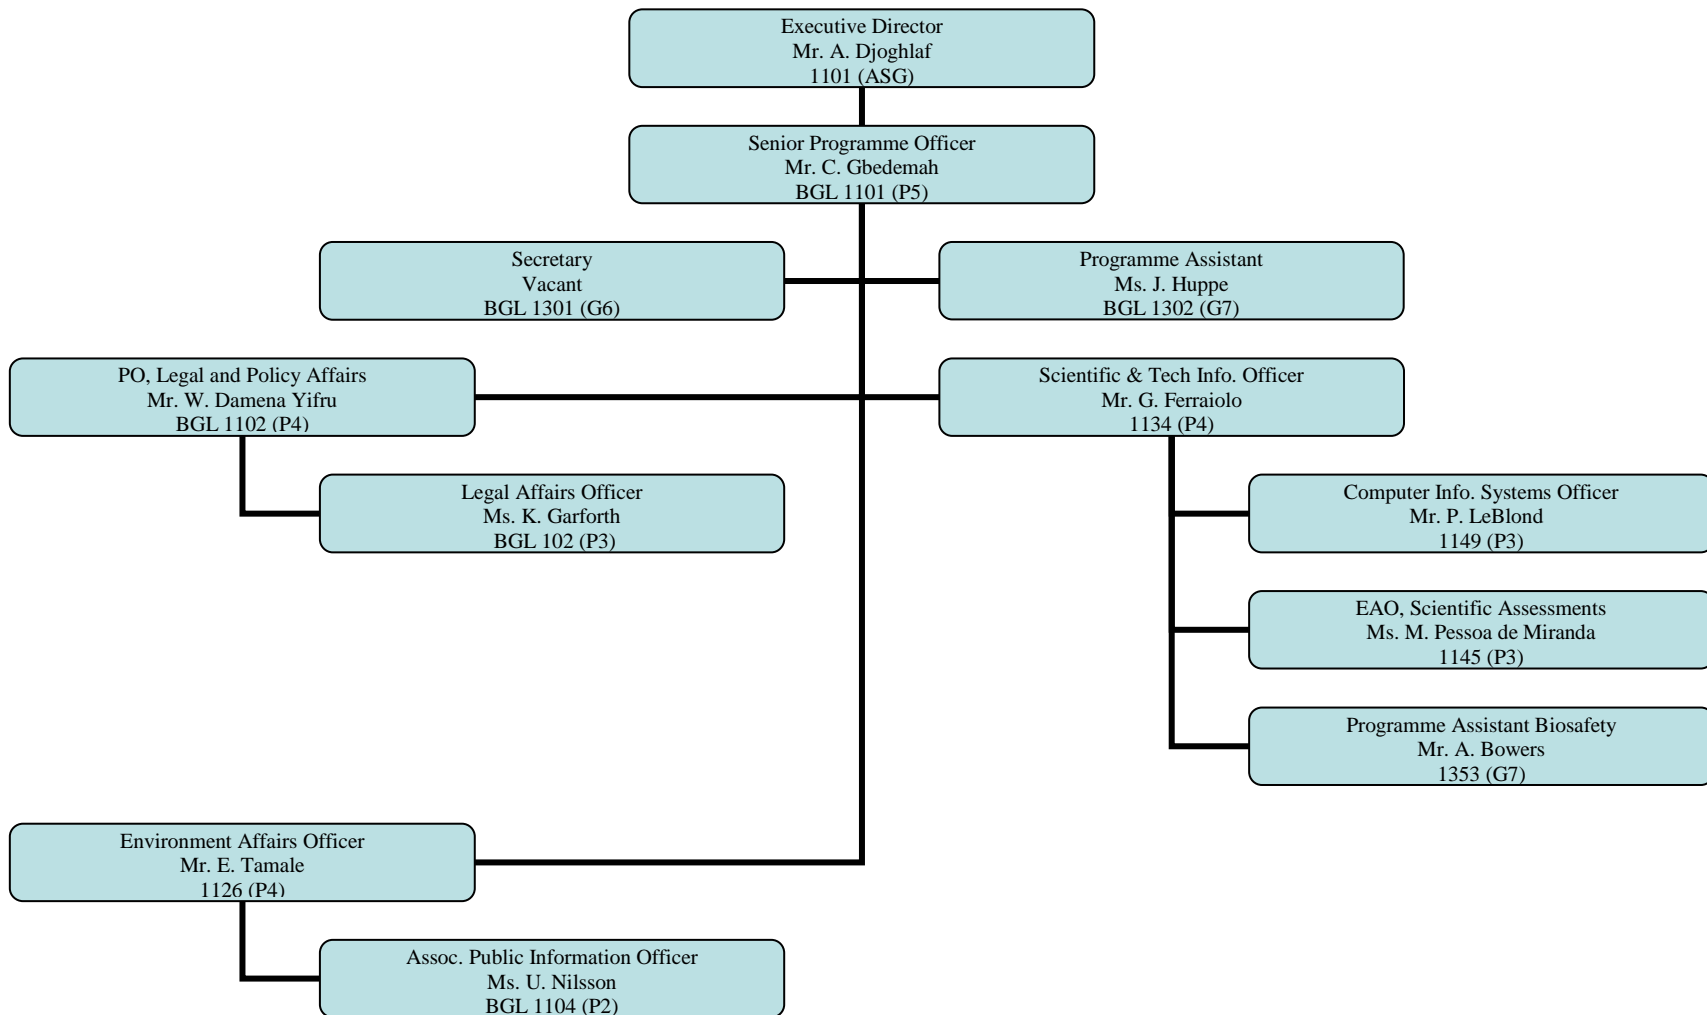 Executive Director
Mr. A. Djoghlaf
1101 (ASG)
Senior Programme Officer
Mr. C. Gbedemah
BGL 1101 (P5)
Secretary
Vacant
BGL 1301 (G6)
Programme Assistant
Ms. J. Huppe
BGL 1302 (G7)
PO, Legal and Policy Affairs
Mr. W. Damena Yifru
BGL 1102 (P4)
Scientific & Tech Info. Officer
Mr. G. Ferraiolo
1134 (P4)
Legal Affairs Officer
Ms. K. Garforth
BGL 102 (P3)
Computer Info. Systems Officer
Mr. P. LeBlond
1149 (P3)
EAO, Scientific Assessments
Ms. M. Pessoa de Miranda
1145 (P3)
Programme Assistant Biosafety
Mr. A. Bowers
1353 (G7)
Environment Affairs Officer
Mr. E. Tamale
1126 (P4)
Assoc. Public Information Officer
Ms. U. Nilsson
BGL 1104 (P2)